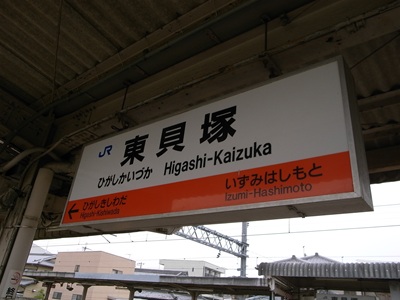 JR 東貝塚
ひがしかいづか Higashi-Kaizuka
ひがしきしわだ いずみはしもと
Higashi-Kishiwada Izumi-Hashimoto